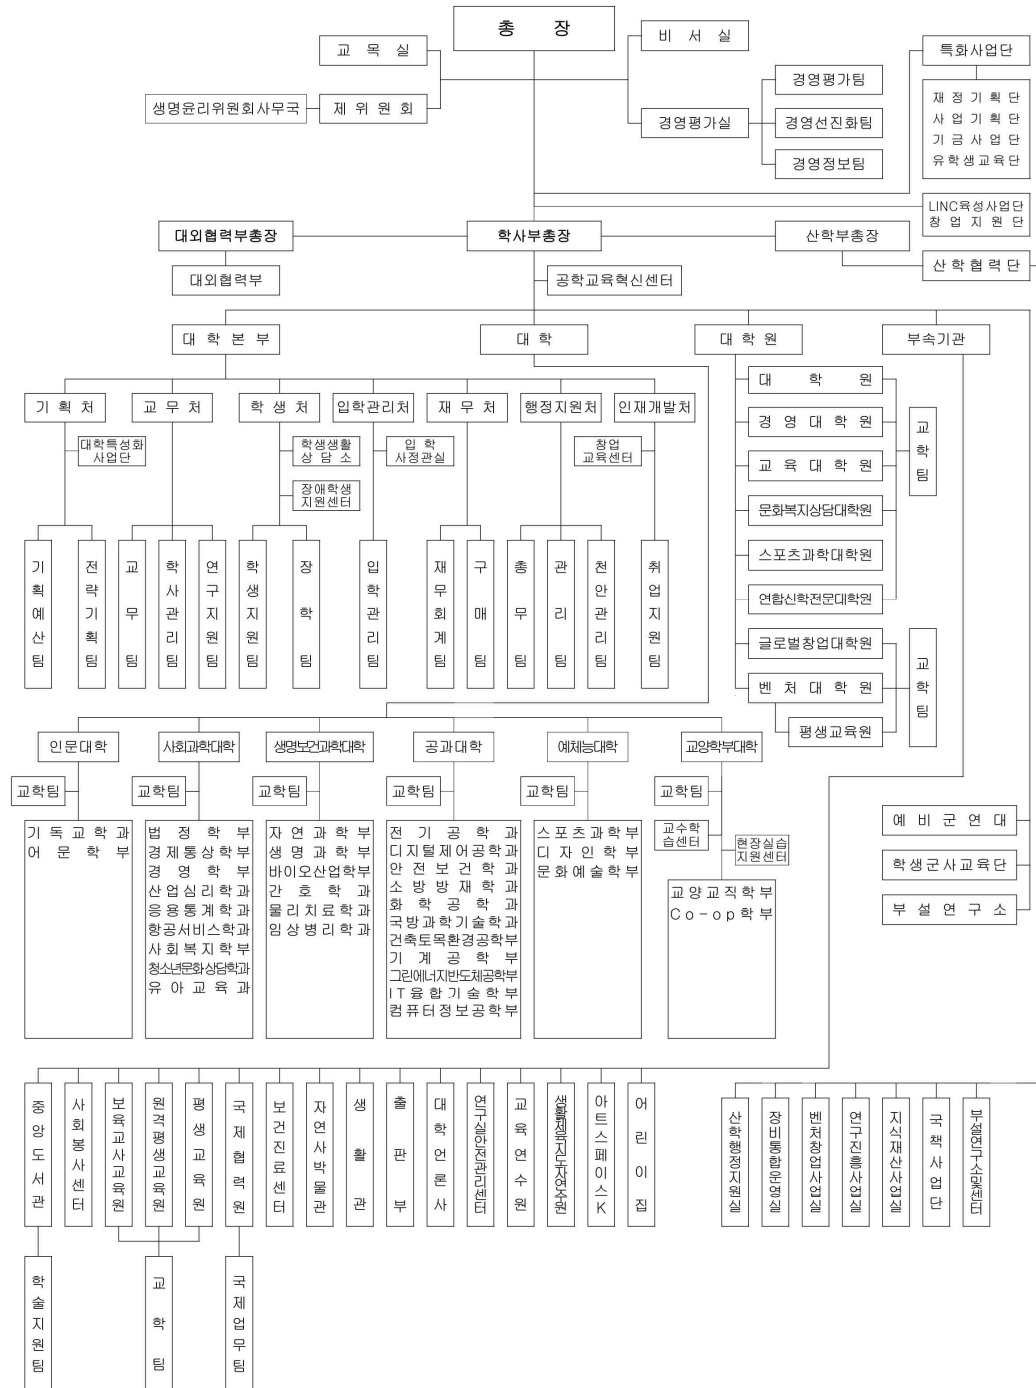 총 장
교 목 실
비 서 실
특화사업단
생명윤리위원회사무국
제 위 원 회
경영평가실
경영평가팀
경영선진화팀
경영정보팀
재 정 기 획 단
사 업 기 획 단
기 금 사 업 단
유학생교육단
LINC육성사업단
창 업 지 원 단
대외협력부총장
학사부총장
산학부총장
대외협력부
공학교육혁신센터
산 학 협 력 단
대 학 본 부
대 학
대 학 원
부속기관
기 획 처
교 무 처
학 생 처
입학관리처
재 무 처
행정지원처
인재개발처
대학특성화
사업단
학생생활
상 담 소
장애학생
지원센터
입 학
사정관실
창업
교육센터
기획예산팀
전략기획팀
교 무 팀
학사관리팀
연구지원팀
학생지원팀
장 학 팀
입학관리팀
재무회계팀
구 매 팀
총 무 팀
관 리 팀
천안관리팀
취업지원팀
대 학 원
경 영 대 학 원
교 육 대 학 원
문화복지상담대학원
스포츠과학대학원
연합신학전문대학원
교학팀
글로벌창업대학원
벤 처 대 학 원
평생교육원
교학팀
인문대학
사회과학대학
생명보건과학대학
공과대학
예체능대학
교양학부대학
교학팀
교학팀
교학팀
교학팀
교학팀
교학팀
기 독 교 학 과
어 문 학 부
법 정 학 부
경제통상학부
경 영 학 부
산업심리학과
응용통계학과
항공서비스학과
사 회 복 지 학 부
청소년문화상담학과
유 아 교 육 과
자 연 과 학 부
생 명 과 학 부
바이오산업학부
간 호 학 과
물리치료학과
임상병리학과
전 기 공 학 과
디지털제어공학과
안 전 보 건 학 과
소 방 방 재 학 과
화 학 공 학 과
국방과학기술학과
건축토목환경공학부
기 계 공 학 부
그린에너지반도체공학부
IT융합기술학부
컴퓨터정보공학부
스포츠과학부
디 자 인 학 부
문화예술학부
교수학
습센터
현장실습
지원센터
교양교직학부
Co-op학부
예 비 군 연 대
학생군사교육단
부 설 연 구 소
중앙도서관
사회봉사센터
보육교사교육원
원격평생교육원
평생교육원
국제협력원
보건진료센터
자연사박물관
생 활 관
출 판 부
대학언론사
연구실안전관리센터
교육연수원
생활체육지도자연수원
아트스페이스K
어린이집
산학행정지원실
장비통합운영실
벤처창업사업실
연구진흥사업실
지식재산사업실
국책사업단
부설연구소및센터
학술지원팀
교 학 팀
국제업무팀